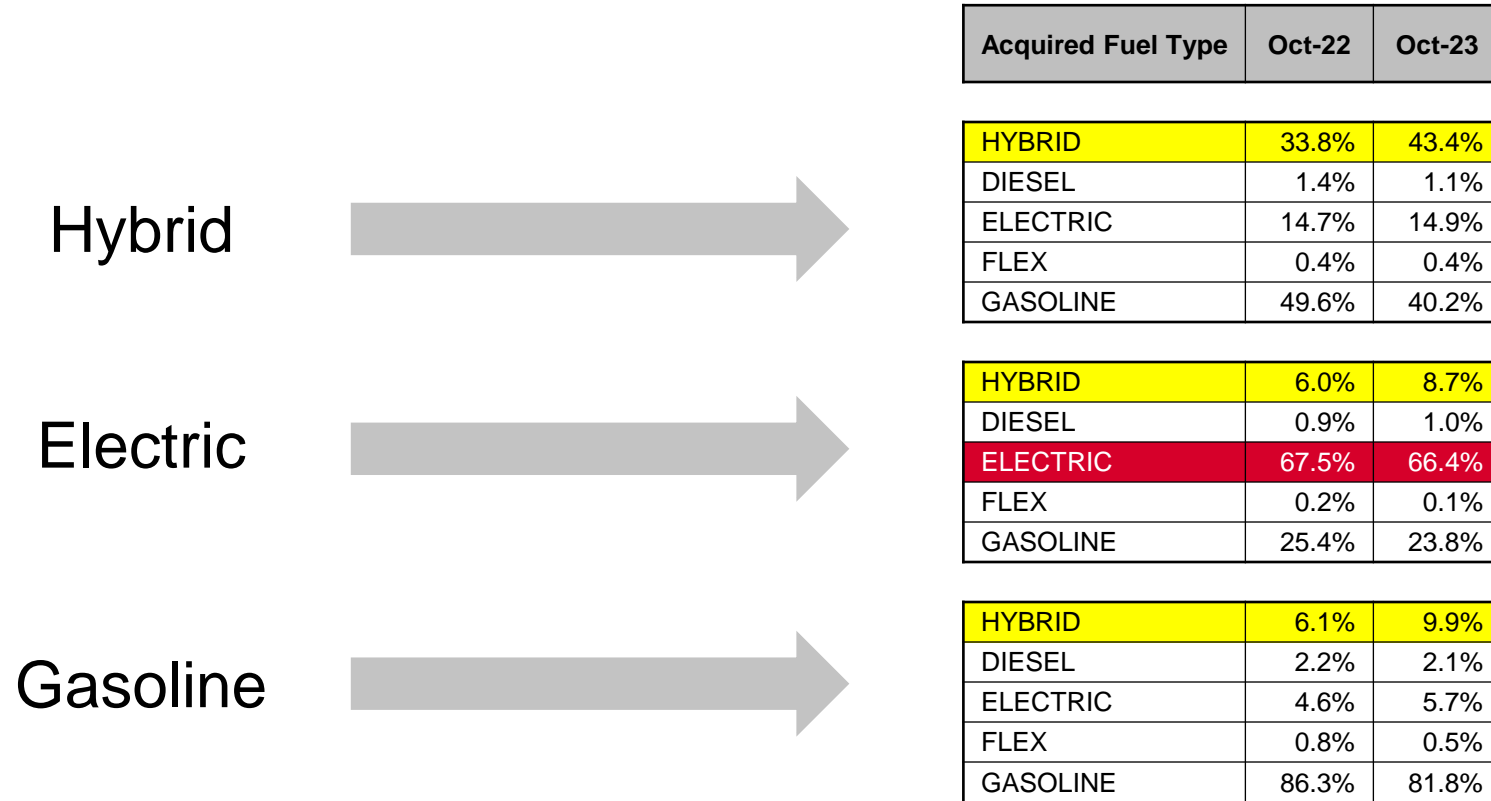 Acquired Fuel Type Oct-22 Oct-23
Hybrid
HYBRID 33.8% 43.4%
DIESEL 1.4% 1.1%
ELECTRIC 14.7% 14.9%
FLEX 0.4% 0.4%
GASOLINE 49.6% 40.2%
Electric
HYBRID 6.0% 8.7%
DIESEL 0.9% 1.0%
ELECTRIC 67.5% 66.4%
FLEX 0.2% 0.1%
GASOLINE 25.4% 23.8%
Gasoline
HYBRID 6.1% 9.9%
DIESEL 2.2% 2.1%
ELECTRIC 4.6% 5.7%
FLEX 0.8% 0.5%
GASOLINE 86.3% 81.8%